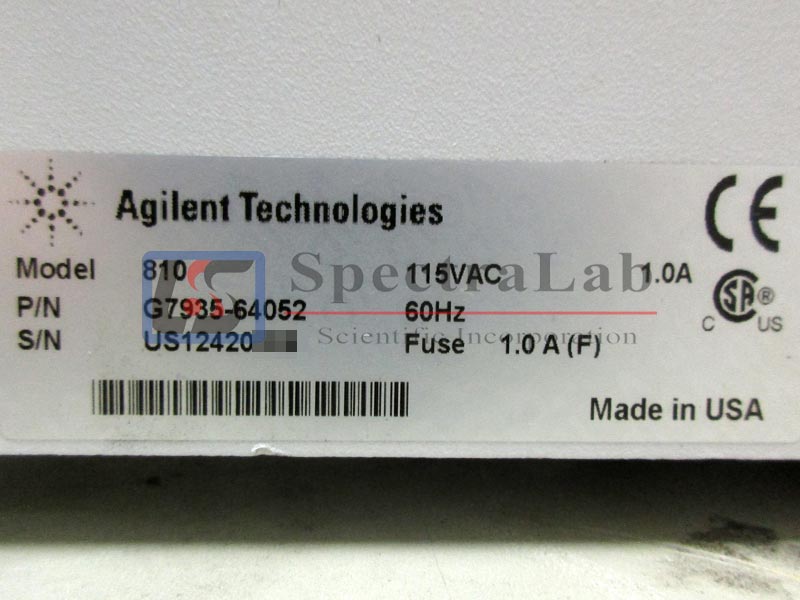 Agilent Technologies
CE
Model 810 115VAC 1.0A
P/N G7935-64052 60Hz
S/N US12420 Fuse 1.0 A (F)
C SA ® US
Made in USA
SpectraLab
Scientific Incorporation